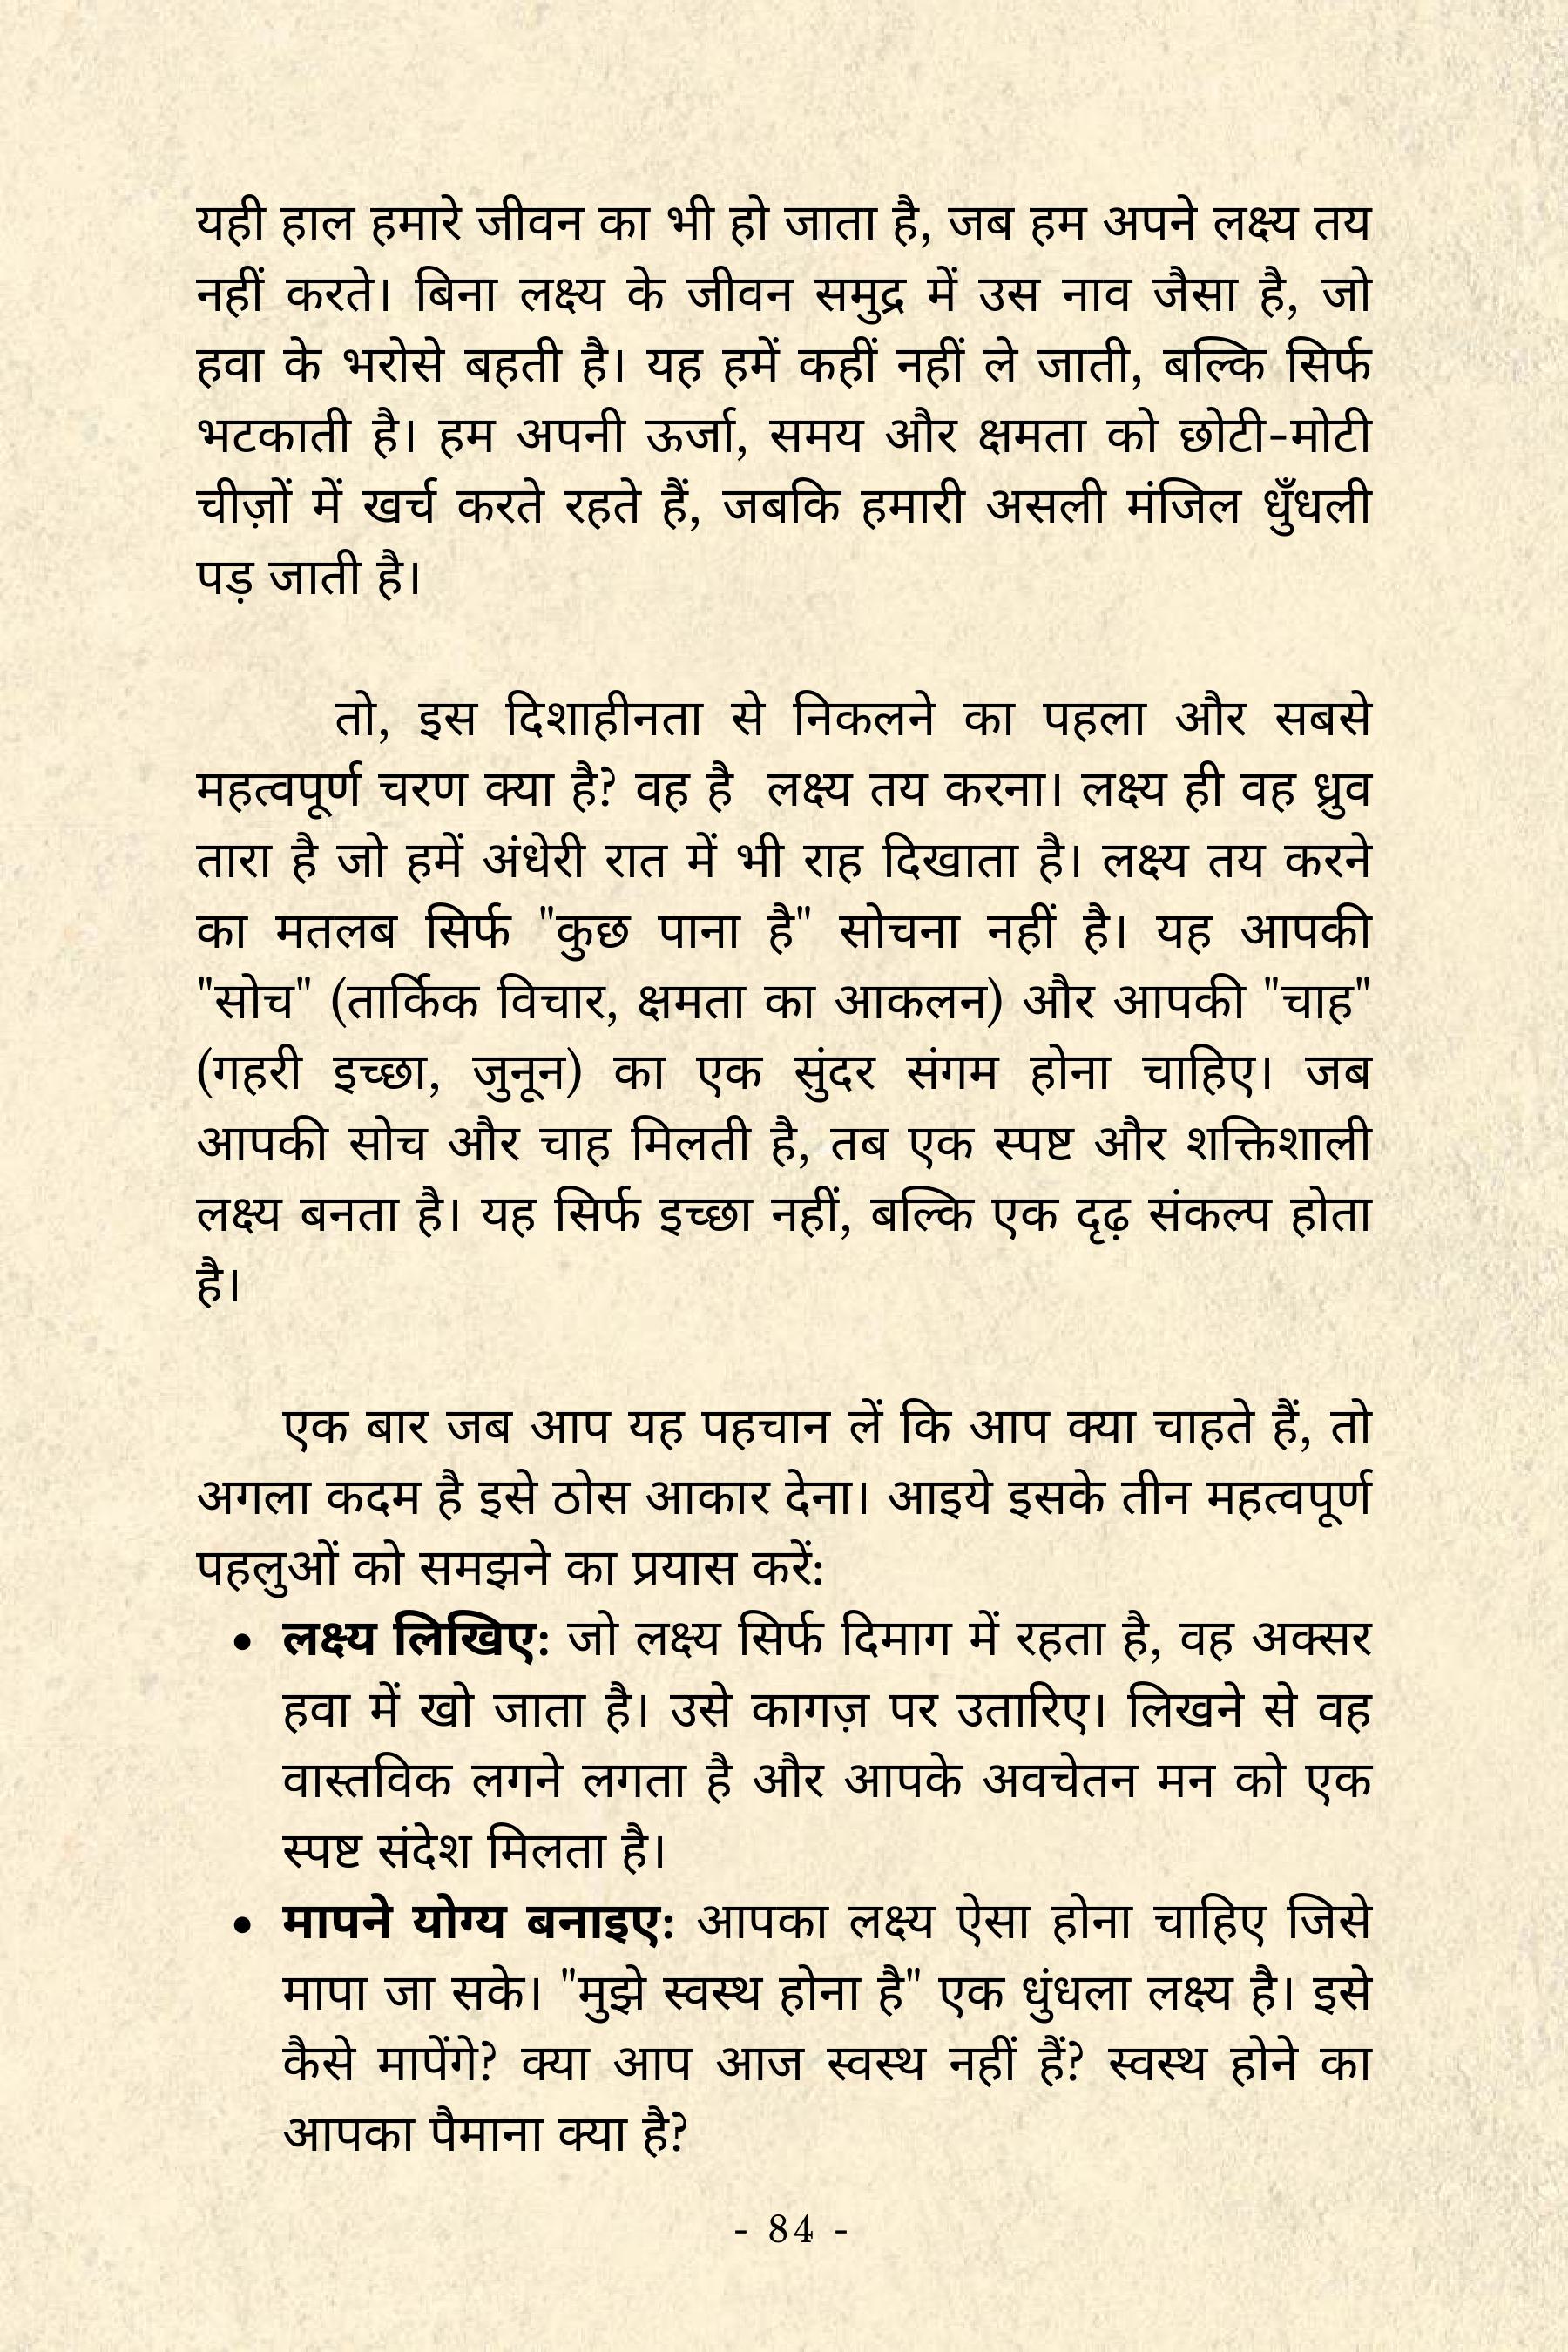 यही हाल हमारे जीवन का भी हो जाता है, जब हम अपने लक्ष्य तय
नहीं करते। बिना लक्ष्य के जीवन समुद्र में उस नाव जैसा है, जो
हवा के भरोसे बहती है। यह हमें कहीं नहीं ले जाती, बल्कि सिर्फ
भटकाती है। हम अपनी ऊर्जा, समय और क्षमता को छोटी-मोटी
चीज़ों में खर्च करते रहते हैं, जबकि हमारी असली मंजिल धुँधली
पड़ जाती है।
तो, इस दिशाहीनता से निकलने का पहला और सबसे
महत्वपूर्ण चरण क्या है? वह है लक्ष्य तय करना। लक्ष्य ही वह ध्रुव
तारा है जो हमें अंधेरी रात में भी राह दिखाता है। लक्ष्य तय करने
का मतलब सिर्फ "कुछ पाना है" सोचना नहीं है। यह आपकी
"सोच" (तार्किक विचार, क्षमता का आकलन) और आपकी "चाह"
(गहरी इच्छा, जुनून) का एक सुंदर संगम होना चाहिए। जब
आपकी सोच और चाह मिलती है, तब एक स्पष्ट और शक्तिशाली
लक्ष्य बनता है। यह सिर्फ इच्छा नहीं, बल्कि एक दृढ़ संकल्प होता
है।
एक बार जब आप यह पहचान लें कि आप क्या चाहते हैं, तो
अगला कदम है इसे ठोस आकार देना। आइये इसके तीन महत्वपूर्ण
पहलुओं को समझने का प्रयास करें:
• लक्ष्य लिखिए: जो लक्ष्य सिर्फ दिमाग में रहता है, वह अक्सर
हवा में खो जाता है। उसे कागज़ पर उतारिए। लिखने से वह
वास्तविक लगने लगता है और आपके अवचेतन मन को एक
स्पष्ट संदेश मिलता है।
• मापने योग्य बनाइए: आपका लक्ष्य ऐसा होना चाहिए जिसे
मापा जा सके। "मुझे स्वस्थ होना है" एक धुंधला लक्ष्य है। इसे
कैसे मापेंगे? क्या आप आज स्वस्थ नहीं हैं? स्वस्थ होने का
आपका पैमाना क्या है?
- 84 -